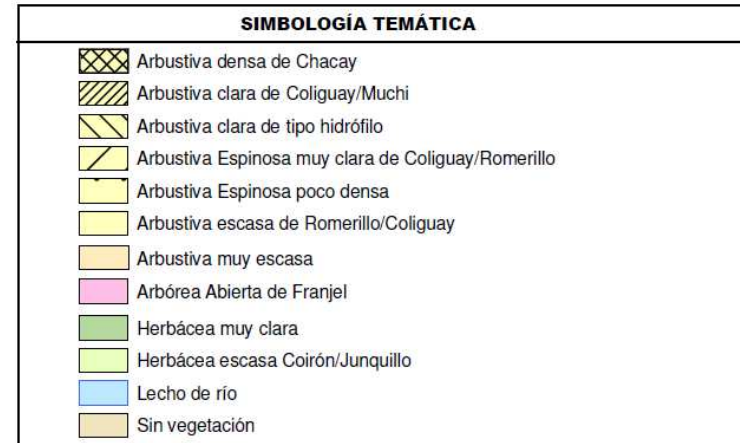 SIMBOLOGÍA TEMÁTICA
Arbustiva densa de Chacay
Arbustiva clara de Coliguay/Muchi
Arbustiva clara de tipo hidrófilo
Arbustiva Espinosa muy clara de Coliguay/Romerillo
Arbustiva Espinosa poco densa
Arbustiva escasa de Romerillo/Coliguay
Arbustiva muy escasa
Arbórea Abierta de Franjel
Herbácea muy clara
Herbácea escasa Coirón/Junquillo
Lecho de río
Sin vegetación